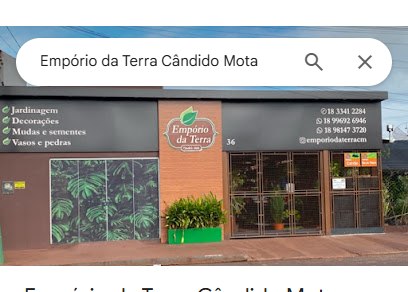 Empório da Terra Cândido Mota
Jardinagem
Decorações
Mudas e sementes
Vasos e pedras
Empório
da Terra
36
18 3341 2284
18 99692 6946
18 98147 3720
@emporiodaterracm